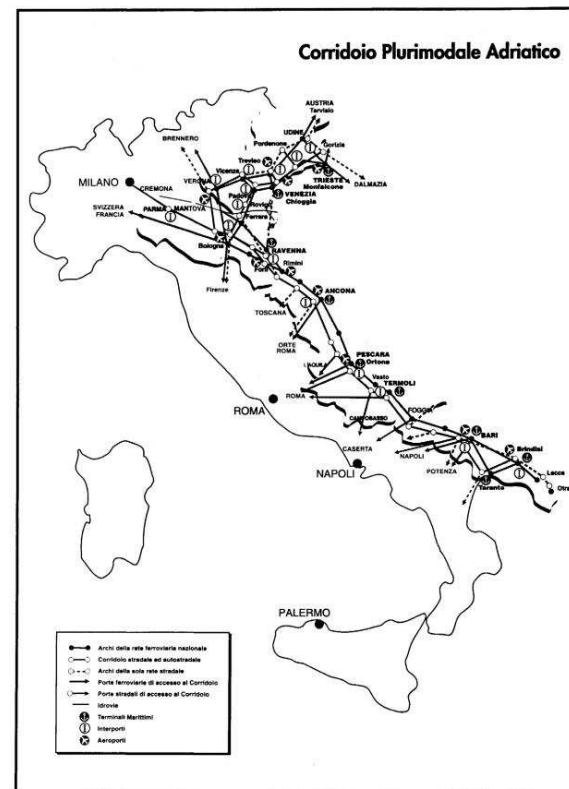 Corridoio Plurimodale Adriatico
AUSTRIA
Tarvisio
UDINE
BRENNERO
Pordenone
Gorizia
Treviso
Vicenza
TRIESTE
Monfalcone
MILANO
VERONA
DALMAZIA
CREMONA
Padova
VENEZIA
Chioggia
Rovigo
PARMA
MANTOVA
SVIZZERA
FRANCIA
Ferrara
Bologna
RAVENNA
Forlì
Rimini
Firenze
ANCONA
TOSCANA
ORTE
ROMA
PESCARA
Ortona
L'AQUILA
Vasto
TERMOLI
ROMA
ROMA
CAMPOBASSO
FOGGIA
BARI
CASERTA
NAPOLI
Brindisi
NAPOLI
POTENZA
Lecce
Taranto
Otra
PALERMO
Archi della rete ferroviaria nazionale
Corridoio stradale ed autostradale
Archi della sola rete stradale
Porte ferroviarie di accesso al Corridoio
Porte stradali di accesso al Corridoio
Idrovie
Terminali Marittimi
Interporti
Aeroporti